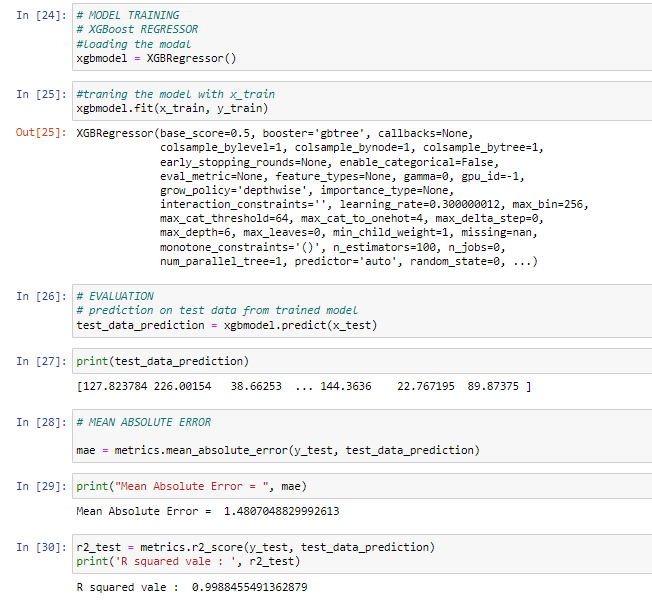 In [24]: # MODEL TRAINING
# XGBoost REGRESSOR
#loading the modal
xgbmodel = XGBRegressor()
In [25]: #traning the model with x_train
xgbmodel.fit(x_train, y_train)
Out[25]: XGBRegressor(base_score=0.5, booster='gbtree', callbacks=None,
colsample_bylevel=1, colsample_bynode=1, colsample_bytree=1,
early_stopping_rounds=None, enable_categorical=False,
eval_metric=None, feature_types=None, gamma=0, gpu_id=-1,
grow_policy='depthwise', importance_type=None,
interaction_constraints='', learning_rate=0.300000012, max_bin=256,
max_cat_threshold=64, max_cat_to_onehot=4, max_delta_step=0,
max_depth=6, max_leaves=0, min_child_weight=1, missing=nan,
monotone_constraints='()', n_estimators=100, n_jobs=0,
num_parallel_tree=1, predictor='auto', random_state=0, ...)
In [26]: # EVALUATION
# prediction on test data from trained model
test_data_prediction = xgbmodel.predict(x_test)
In [27]: print(test_data_prediction)
[127.823784 226.00154 38.66253 ... 144.3636 22.767195 89.87375 ]
In [28]: # MEAN ABSOLUTE ERROR
mae = metrics.mean_absolute_error(y_test, test_data_prediction)
In [29]: print("Mean Absolute Error = ", mae)
Mean Absolute Error = 1.4807048829992613
In [30]: r2_test = metrics.r2_score(y_test, test_data_prediction)
print('R squared vale : ', r2_test)
R squared vale : 0.9988455491362879